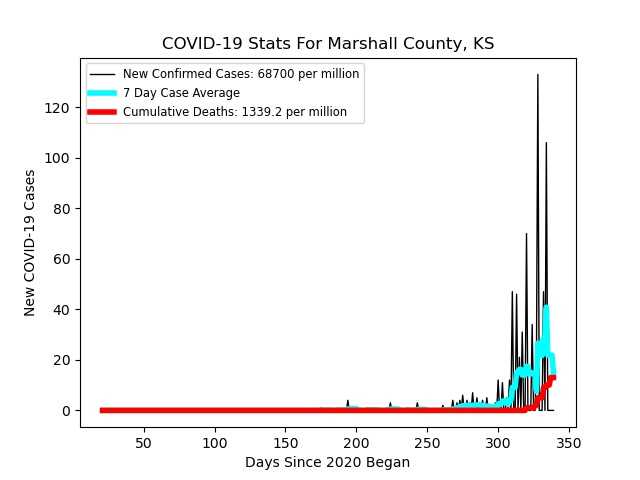 COVID-19 Stats For Marshall County, KS
New Confirmed Cases: 68700 per million
7 Day Case Average
Cumulative Deaths: 1339.2 per million
New COVID-19 Cases
120
100
80
60
40
20
0
50
100
150
200
250
300
350
Days Since 2020 Began